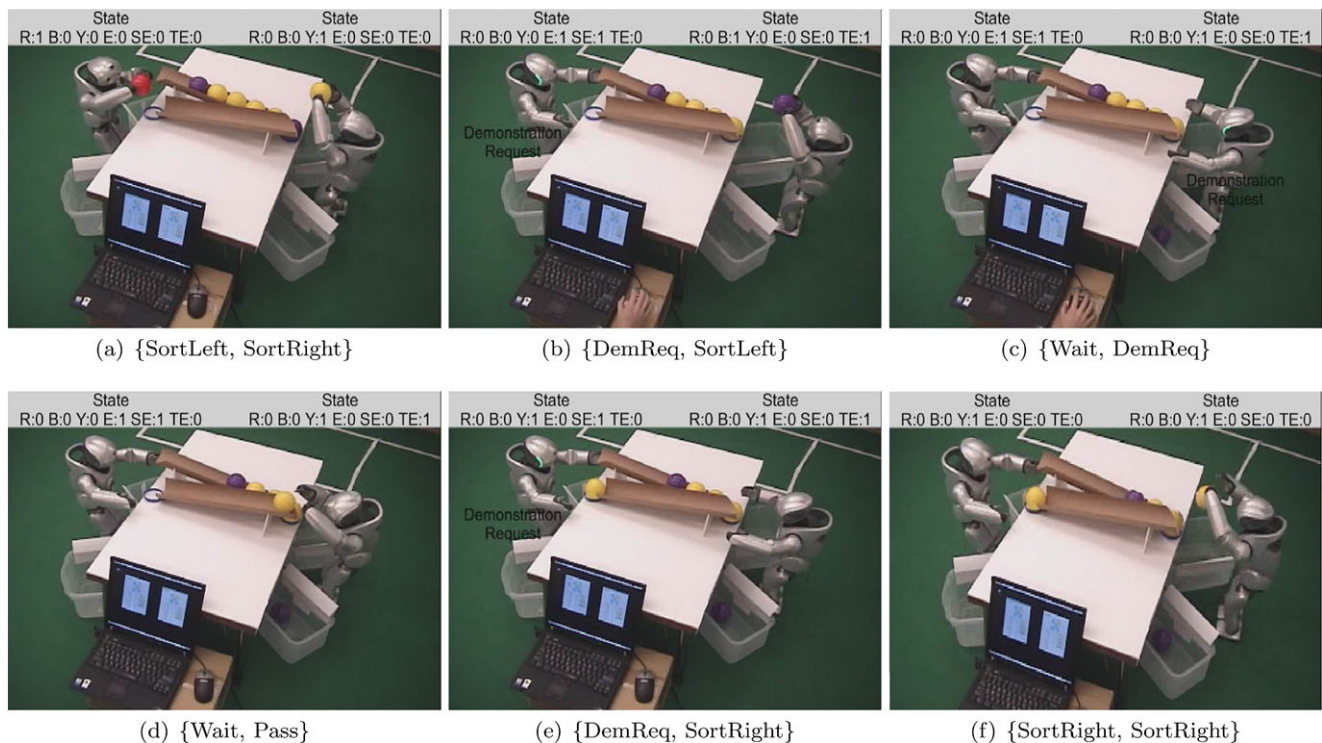 State State
R:1 B:0 Y:0 E:0 SE:0 TE:0 R:0 B:0 Y:1 E:0 SE:0 TE:0
(a) {SortLeft, SortRight}
State State
R:0 B:0 Y:0 E:1 SE:1 TE:0 R:0 B:1 Y:0 E:0 SE:0 TE:1
Demonstration
Request
(b) {DemReq, SortLeft}
State State
R:0 B:0 Y:0 E:1 SE:1 TE:0 R:0 B:0 Y:1 E:0 SE:0 TE:1
Demonstration
Request
(c) {Wait, DemReq}
State State
R:0 B:0 Y:0 E:1 SE:1 TE:0 R:0 B:0 Y:1 E:0 SE:0 TE:1
(d) {Wait, Pass}
State State
R:0 B:0 Y:0 E:1 SE:1 TE:0 R:0 B:0 Y:1 E:0 SE:0 TE:1
Demonstration
Request
(e) {DemReq, SortRight}
State State
R:0 B:0 Y:1 E:0 SE:0 TE:0 R:0 B:0 Y:1 E:0 SE:0 TE:0
(f) {SortRight, SortRight}